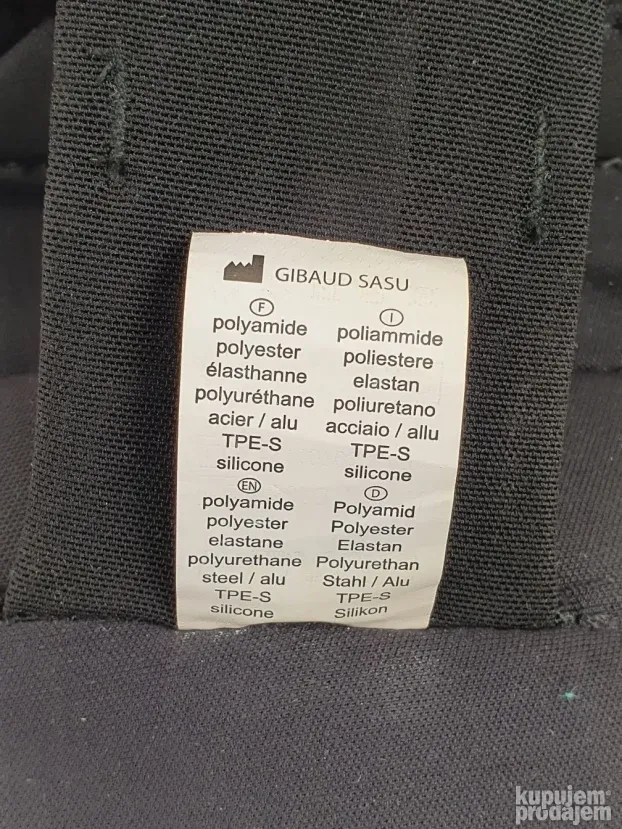 GIBAUD SASU
F
polyamide
polyester
élasthanne
polyuréthane
acier / alu
TPE-S
silicone
I
poliammide
poliestere
elastan
poliuretano
acciaio / allu
TPE-S
silicone
EN
polyamide
polyester
elastane
polyurethane
steel / alu
TPE-S
silicone
D
Polyamid
Polyester
Elastan
Polyurethan
Stahl / Alu
TPE-S
Silikon
kupujem
prodajem